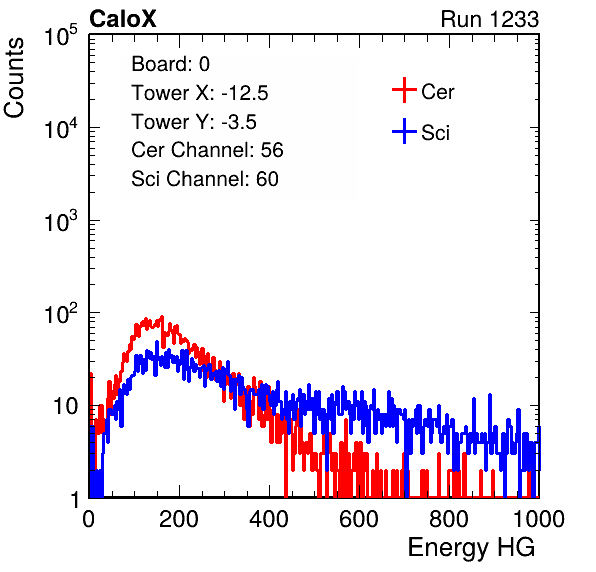 CaloX Run 1233
Counts
10^5
10^4
10^3
10^2
10
1
Board: 0
Tower X: -12.5
Tower Y: -3.5
Cer Channel: 56
Sci Channel: 60
Cer
Sci
0 200 400 600 800 1000
Energy HG